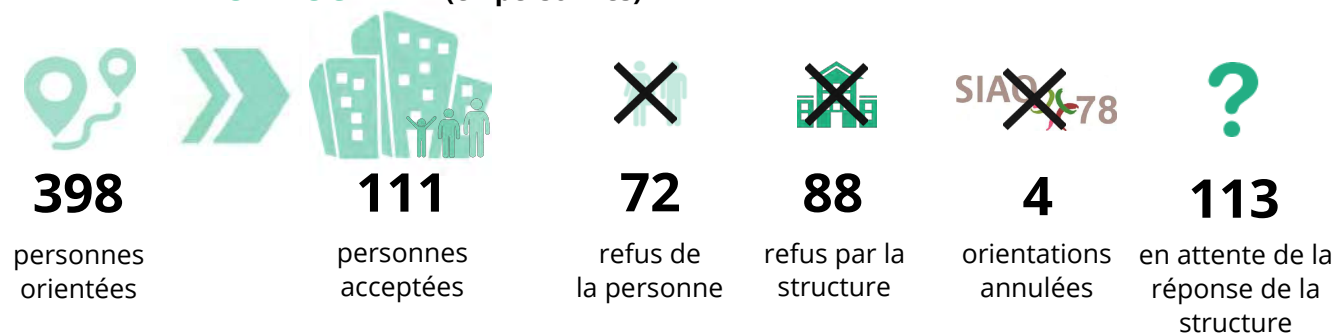 398
personnes
orientées
111
personnes
acceptées
72
refus de
la personne
88
refus par la
structure
SIAO 78
4
orientations
annulées
113
en attente de la
réponse de la
structure